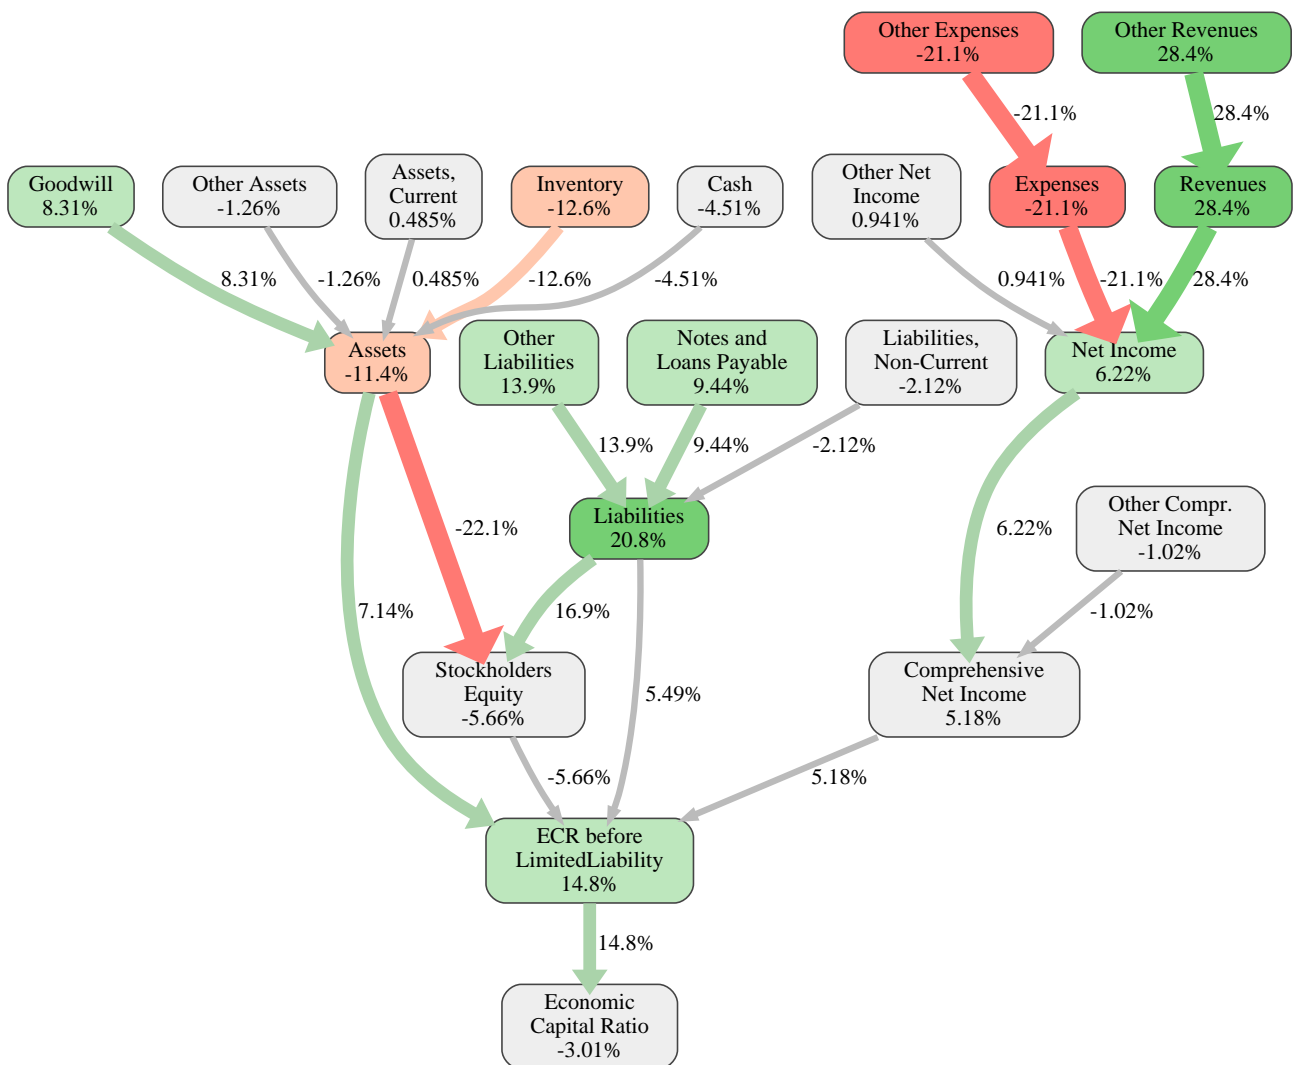 Other Expenses
-21.1%
Other Revenues
28.4%
-21.1%
28.4%
Goodwill
8.31%
Other Assets
-1.26%
Assets,
Current
0.485%
Inventory
-12.6%
Cash
-4.51%
Other Net
Income
0.941%
Expenses
-21.1%
Revenues
28.4%
8.31%
-1.26%
0.485%
-12.6%
-4.51%
0.941%
-21.1%
28.4%
Assets
-11.4%
Other
Liabilities
13.9%
Notes and
Loans Payable
9.44%
Liabilities,
Non-Current
-2.12%
Net Income
6.22%
13.9%
9.44%
-2.12%
-22.1%
Liabilities
20.8%
6.22%
Other Compr.
Net Income
-1.02%
7.14%
16.9%
-1.02%
Stockholders
Equity
-5.66%
5.49%
Comprehensive
Net Income
5.18%
-5.66%
5.18%
ECR before
LimitedLiability
14.8%
14.8%
Economic
Capital Ratio
-3.01%